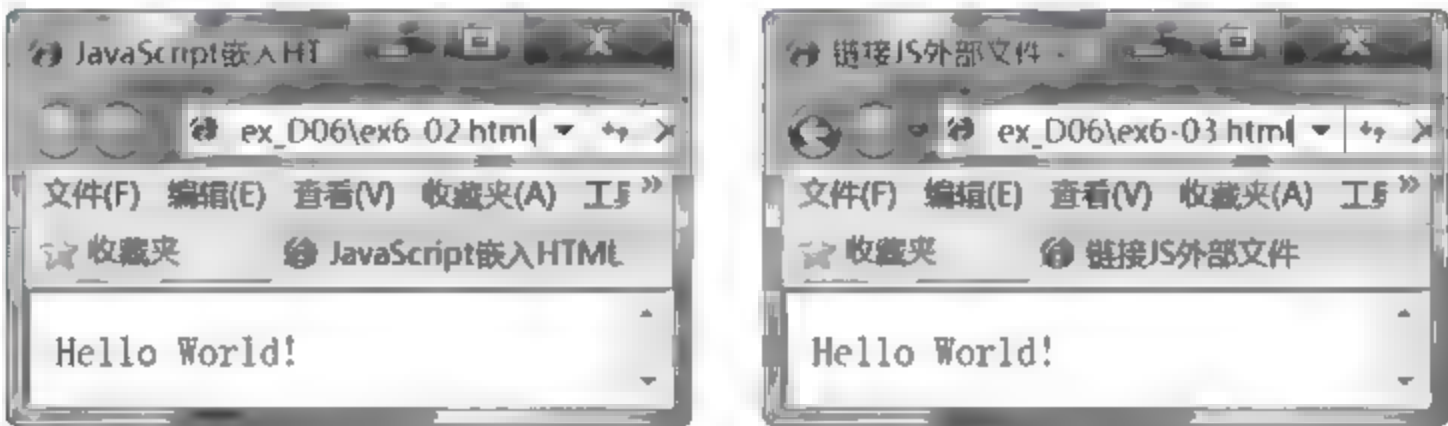 JavaScript嵌入HT
ex_D06\ex6-02.html
文件(F) 编辑(E) 查看(V) 收藏夹(A) 工具 »
收藏夹 JavaScript嵌入HTML
Hello World!
链接JS外部文件 -
ex_D06\ex6-03.html
文件(F) 编辑(E) 查看(V) 收藏夹(A) 工具 »
收藏夹 链接JS外部文件
Hello World!